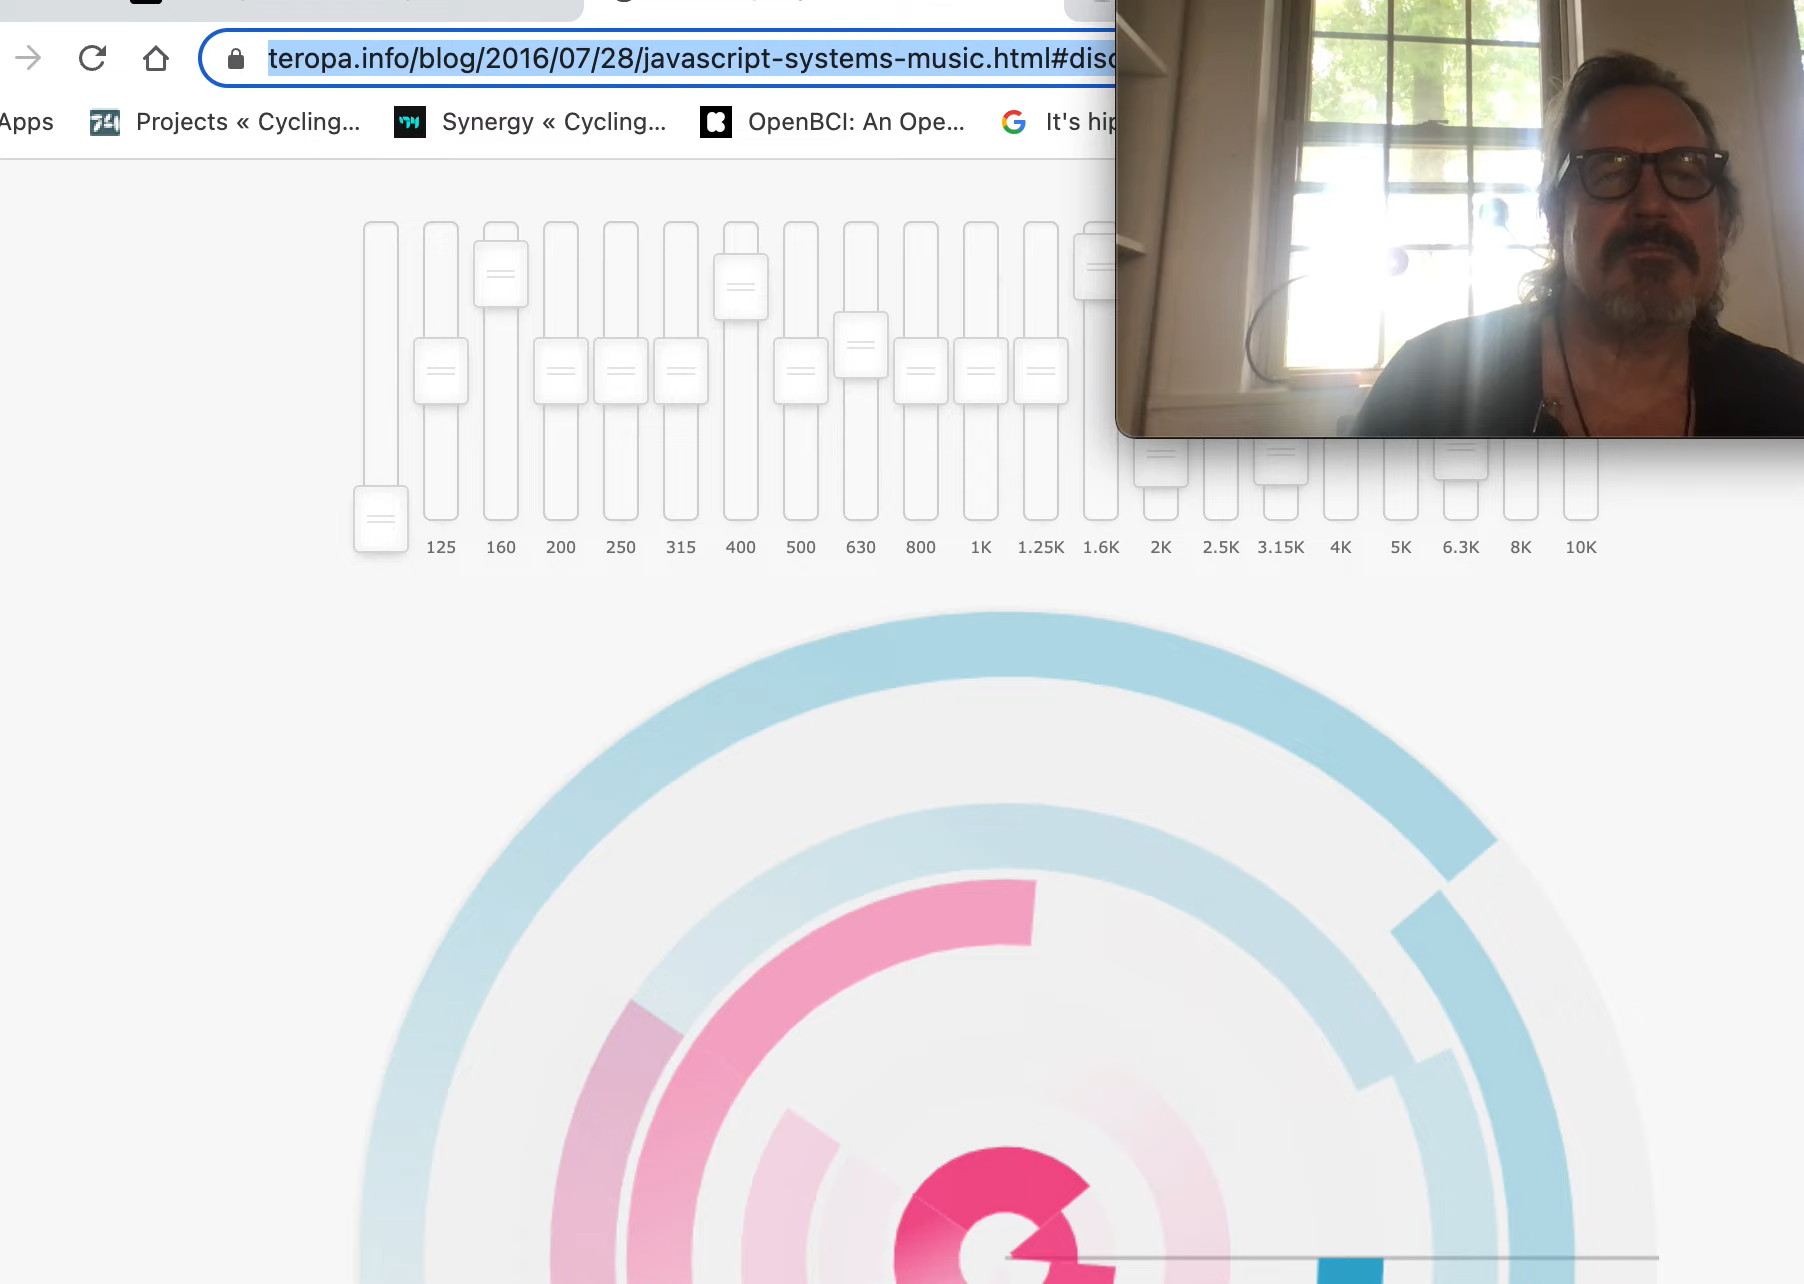 teropa.info/blog/2016/07/28/javascript-systems-music.html#disc
Apps Projects « Cycling... Synergy « Cycling... OpenBCI: An Ope... It's hip
125 160 200 250 315 400 500 630 800 1K 1.25K 1.6K 2K 2.5K 3.15K 4K 5K 6.3K 8K 10K